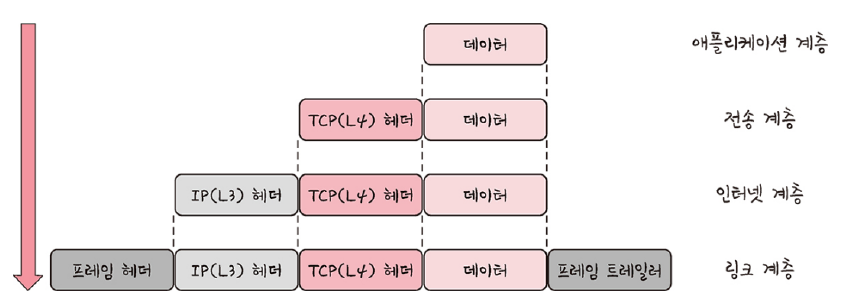 데이터 애플리케이션 계층
TCP(L4) 헤더 데이터 전송 계층
IP(L3) 헤더 TCP(L4) 헤더 데이터 인터넷 계층
프레임 헤더 IP(L3) 헤더 TCP(L4) 헤더 데이터 프레임 트레일러 링크 계층